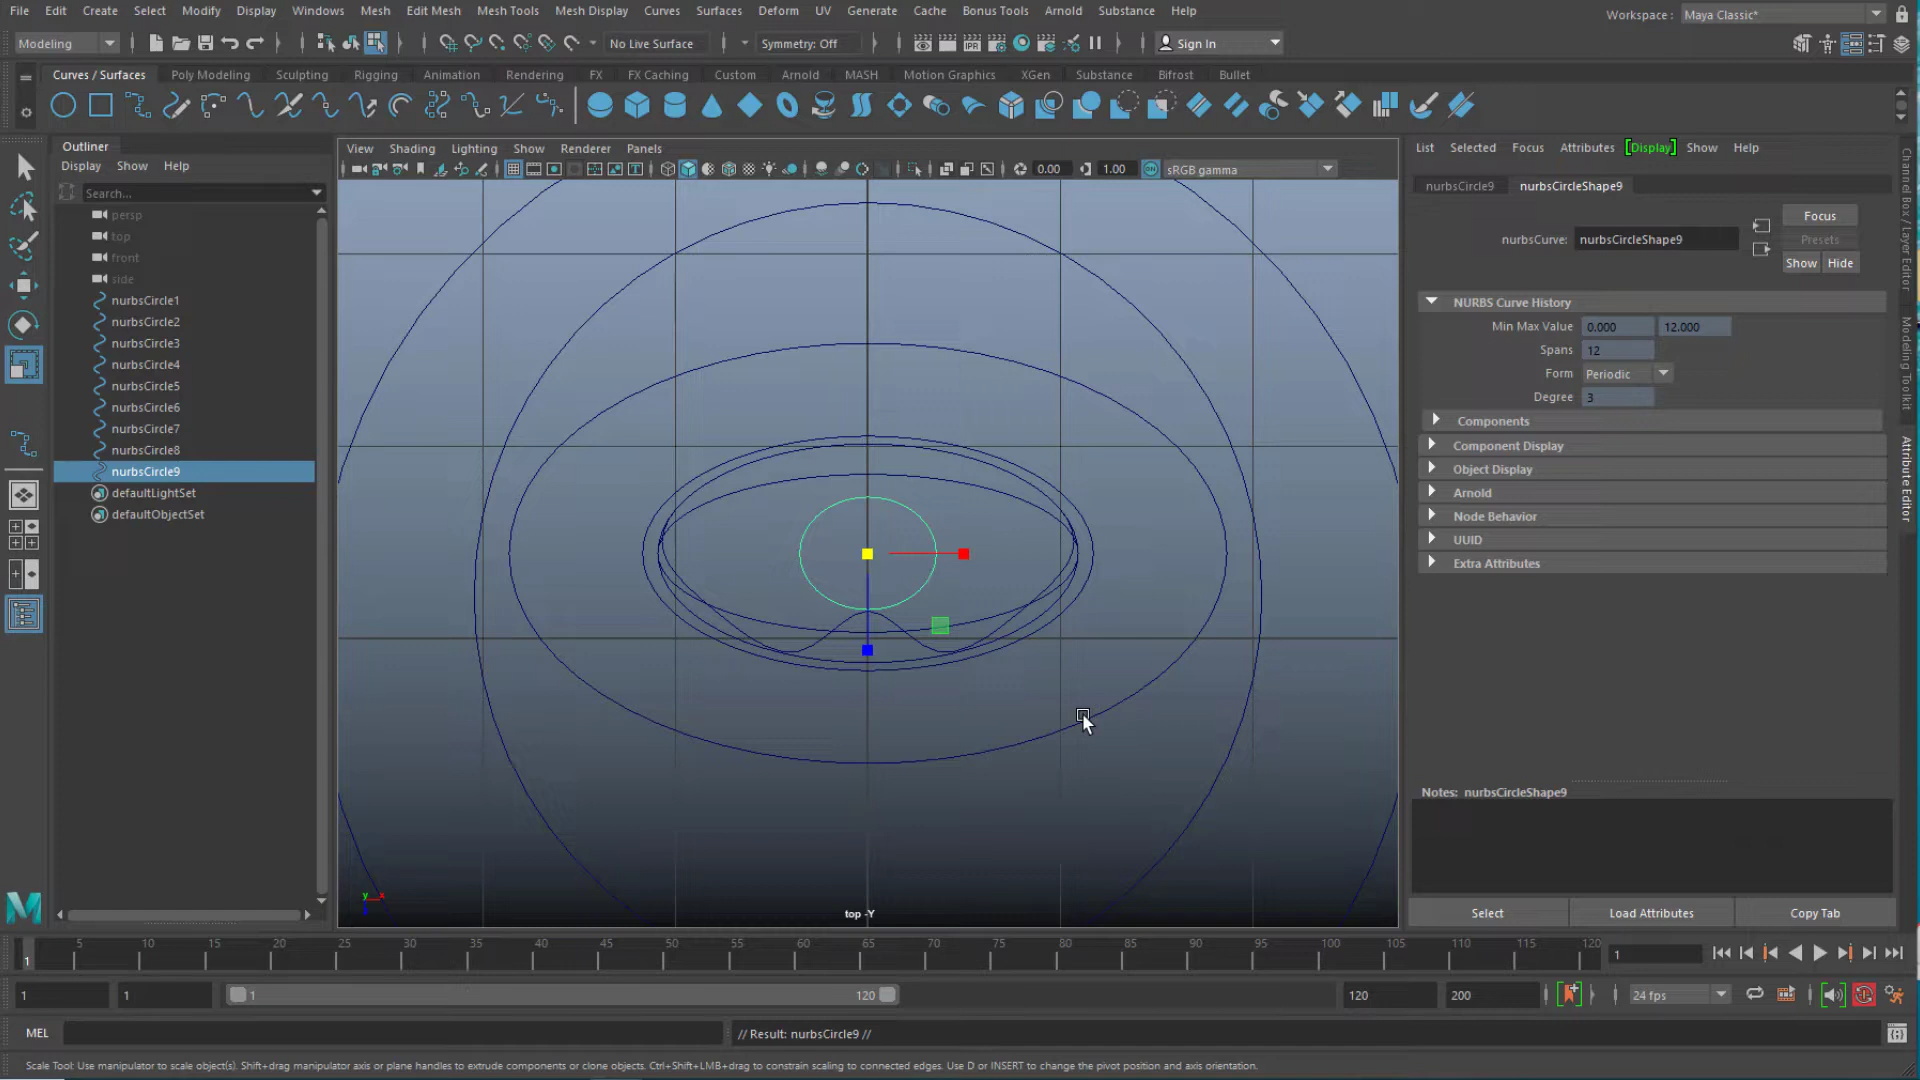 File Edit Create Select Modify Display Windows Mesh Edit Mesh Mesh Tools Mesh Display Curves Surfaces Deform UV Generate Cache Bonus Tools Arnold Substance Help
Workspace : Maya Classic*
Modeling No Live Surface Symmetry: Off Sign In
Curves / Surfaces Poly Modeling Sculpting Rigging Animation Rendering FX FX Caching Custom Arnold MASH Motion Graphics XGen Substance Bifrost Bullet
Outliner
Display Show Help
Search...
persp
top
front
side
nurbsCircle1
nurbsCircle2
nurbsCircle3
nurbsCircle4
nurbsCircle5
nurbsCircle6
nurbsCircle7
nurbsCircle8
nurbsCircle9
defaultLightSet
defaultObjectSet
View Shading Lighting Show Renderer Panels
0.00 1.00 sRGB gamma
y x
top -Y
List Selected Focus Attributes [Display] Show Help
nurbsCircle9 nurbsCircleShape9
Focus
nurbsCurve: nurbsCircleShape9
Presets
Show Hide
NURBS Curve History
Min Max Value 0.000 12.000
Spans 12
Form Periodic
Degree 3
Components
Component Display
Object Display
Arnold
Node Behavior
UUID
Extra Attributes
Notes: nurbsCircleShape9
Select Load Attributes Copy Tab
Channel Box / Layer Editor
Modeling Toolkit
Attribute Editor
5 10 15 20 25 30 35 40 45 50 55 60 65 70 75 80 85 90 95 100 105 110 115 120
1 1
1 1 1 120 120 200 24 fps
MEL // Result: nurbsCircle9 //
Scale Tool: Use manipulator to scale object(s). Shift+drag manipulator axis or plane handles to extrude components or clone objects. Ctrl+Shift+LMB+drag to constrain scaling to connected edges. Use D or INSERT to change the pivot position and axis orientation.